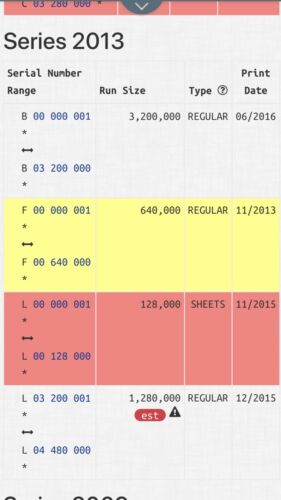 C 03 280 000 *
Series 2013
Serial Number Range Run Size Type ? Print Date
B 00 000 001 3,200,000 REGULAR 06/2016
*
↔
B 03 200 000
*
F 00 000 001 640,000 REGULAR 11/2013
*
↔
F 00 640 000
*
L 00 000 001 128,000 SHEETS 11/2015
*
↔
L 00 128 000
*
L 03 200 001 1,280,000 REGULAR 12/2015
* est
↔
L 04 480 000
*